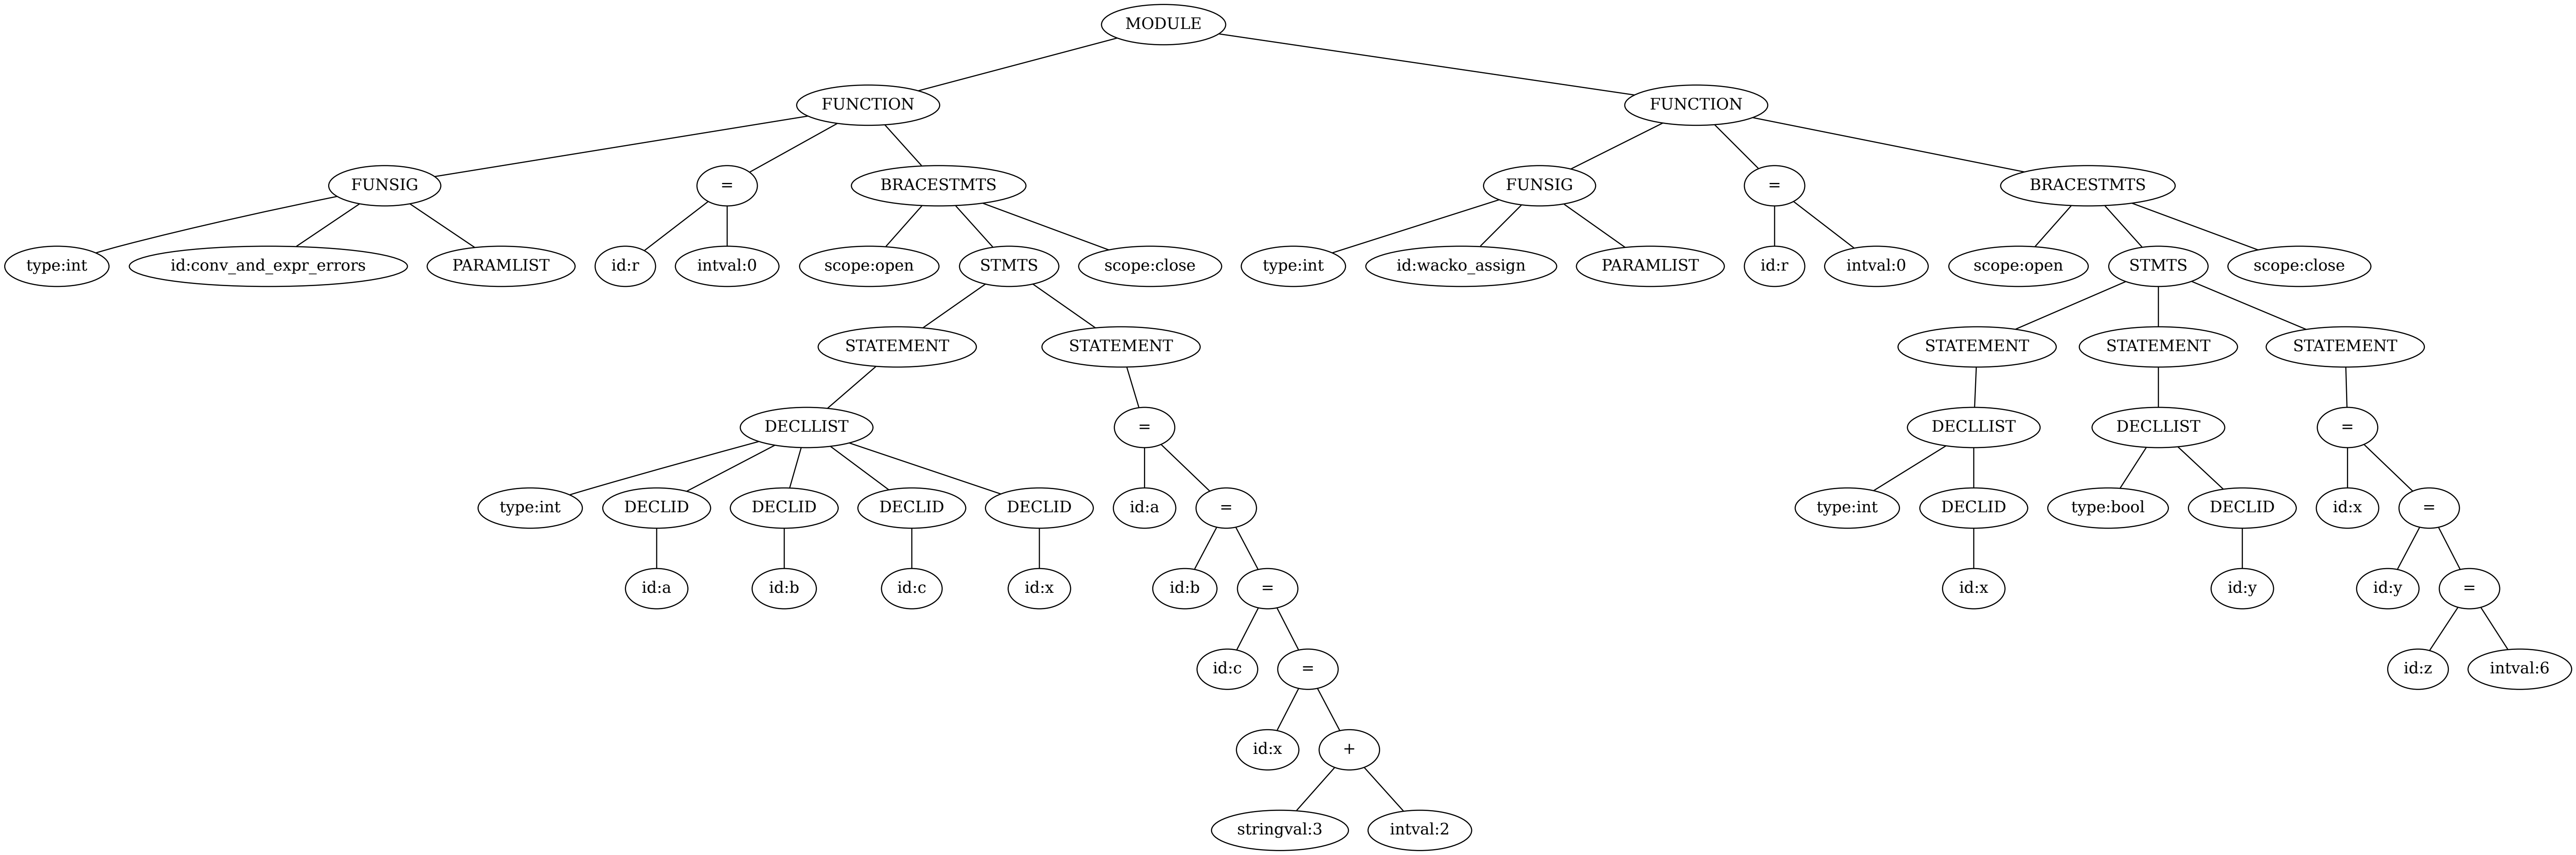 MODULE
FUNCTION
FUNCTION
FUNSIG
=
BRACESTMTS
FUNSIG
=
BRACESTMTS
type:int
id:conv_and_expr_errors
PARAMLIST
id:r
intval:0
scope:open
STMTS
scope:close
type:int
id:wacko_assign
PARAMLIST
id:r
intval:0
scope:open
STMTS
scope:close
STATEMENT
STATEMENT
STATEMENT
STATEMENT
STATEMENT
DECLLIST
=
DECLLIST
DECLLIST
=
type:int
DECLID
DECLID
DECLID
DECLID
id:a
=
type:int
DECLID
type:bool
DECLID
id:x
=
id:a
id:b
id:c
id:x
id:b
=
id:x
id:y
id:y
=
id:c
=
id:z
intval:6
id:x
+
stringval:3
intval:2